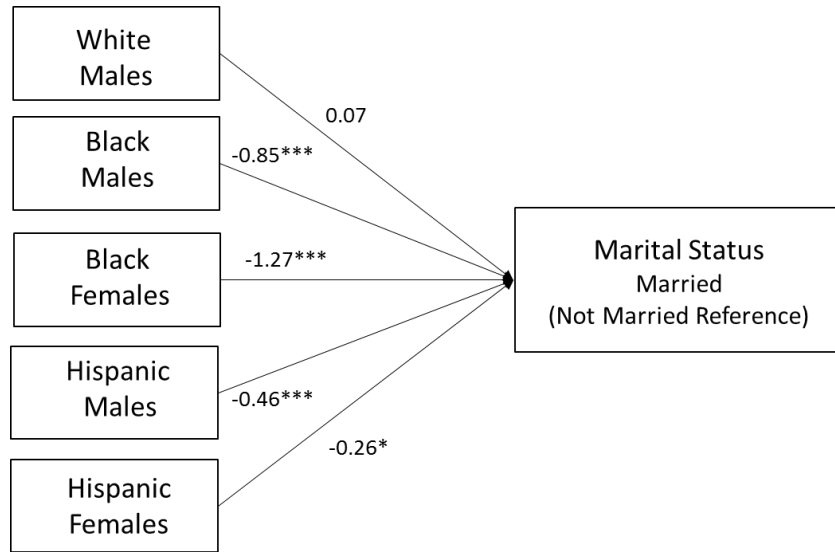 White
Males
0.07
Black
Males
-0.85***
Black
Females
-1.27***
Marital Status
Married
(Not Married Reference)
Hispanic
Males
-0.46***
-0.26*
Hispanic
Females